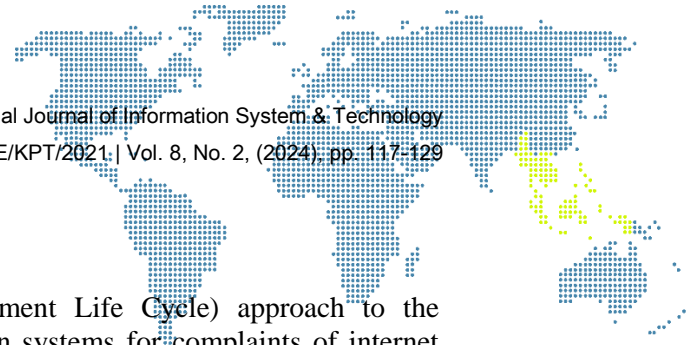 al Journal of Information System & Technology
E/KPT/2021 | Vol. 8, No. 2, (2024), pp. 117-129
ment Life Cycle) approach to the
n systems for complaints of internet